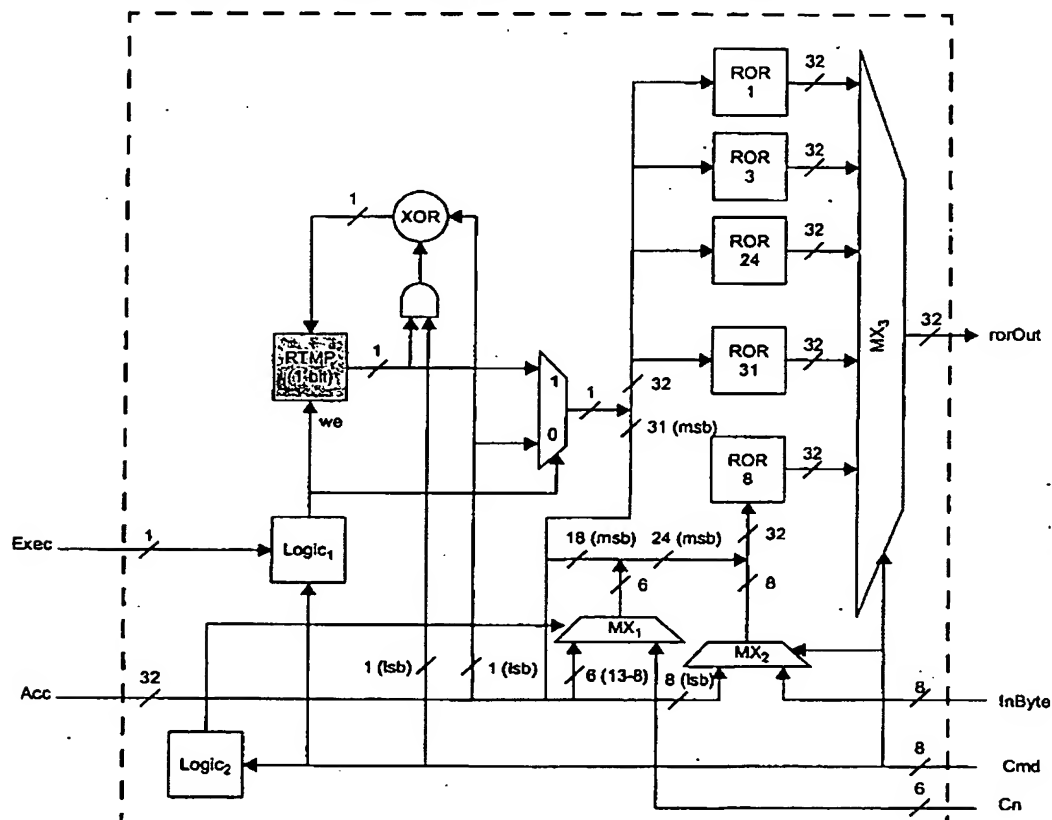 ROR
1
32
32
ROR
3
32
ROR
24
32
ROR
31
32
ROR
8
32
MX3
32
rorOut
1
XOR
RTMP
(1-bit)
we
1
1
0
1
32
31 (msb)
Exec
1
Logic1
18 (msb)
24 (msb)
32
6
8
MX1
MX2
1 (lsb)
1 (lsb)
6 (13-8)
8 (lsb)
Acc
32
8
InByte
Logic2
8
Cmd
6
Cn